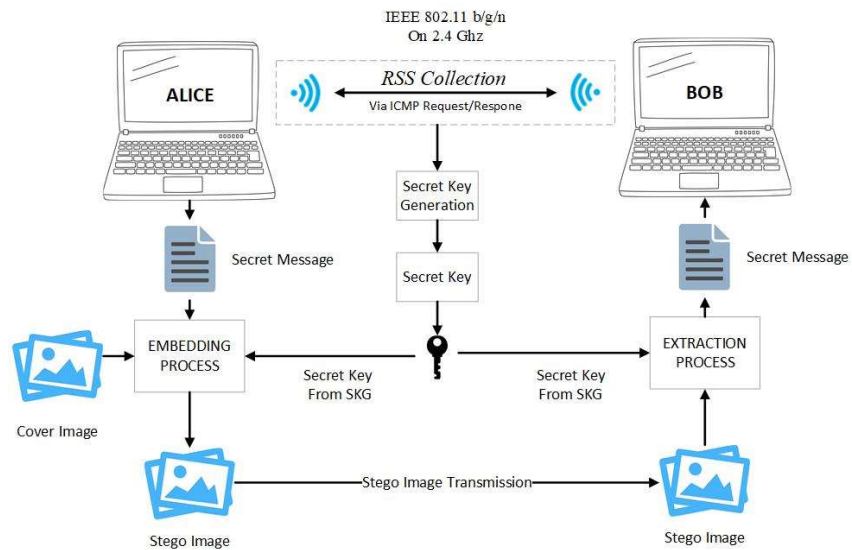 IEEE 802.11 b/g/n
On 2.4 Ghz
ALICE
RSS Collection
Via ICMP Request/Respone
BOB
Secret Key
Generation
Secret Message
Secret Key
Secret Message
EMBEDDING
PROCESS
EXTRACTION
PROCESS
Secret Key
From SKG
Secret Key
From SKG
Cover Image
Stego Image Transmission
Stego Image
Stego Image